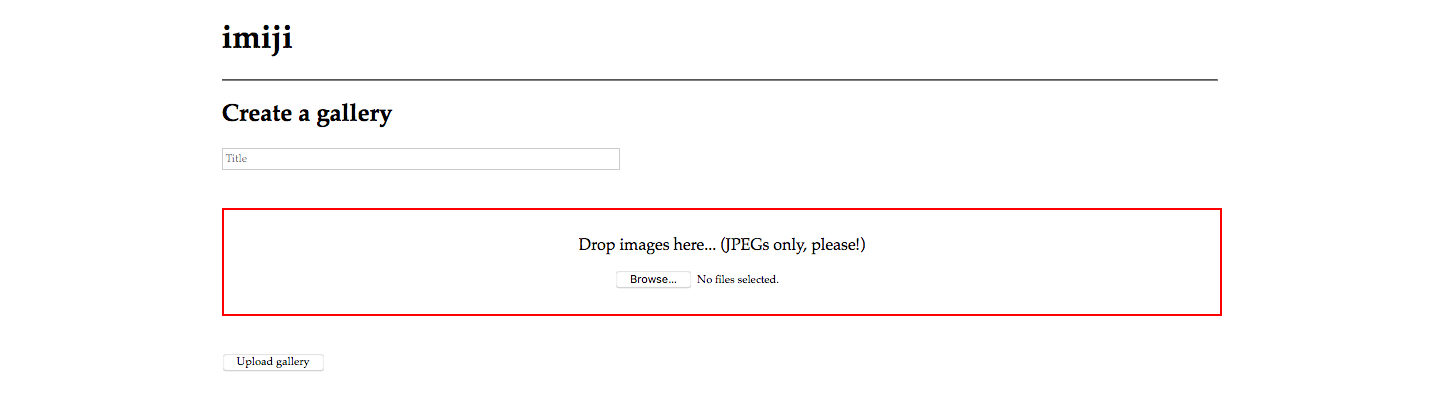 imiji
Create a gallery
Title
Drop images here... (JPEGs only, please!)
Browse... No files selected.
Upload gallery